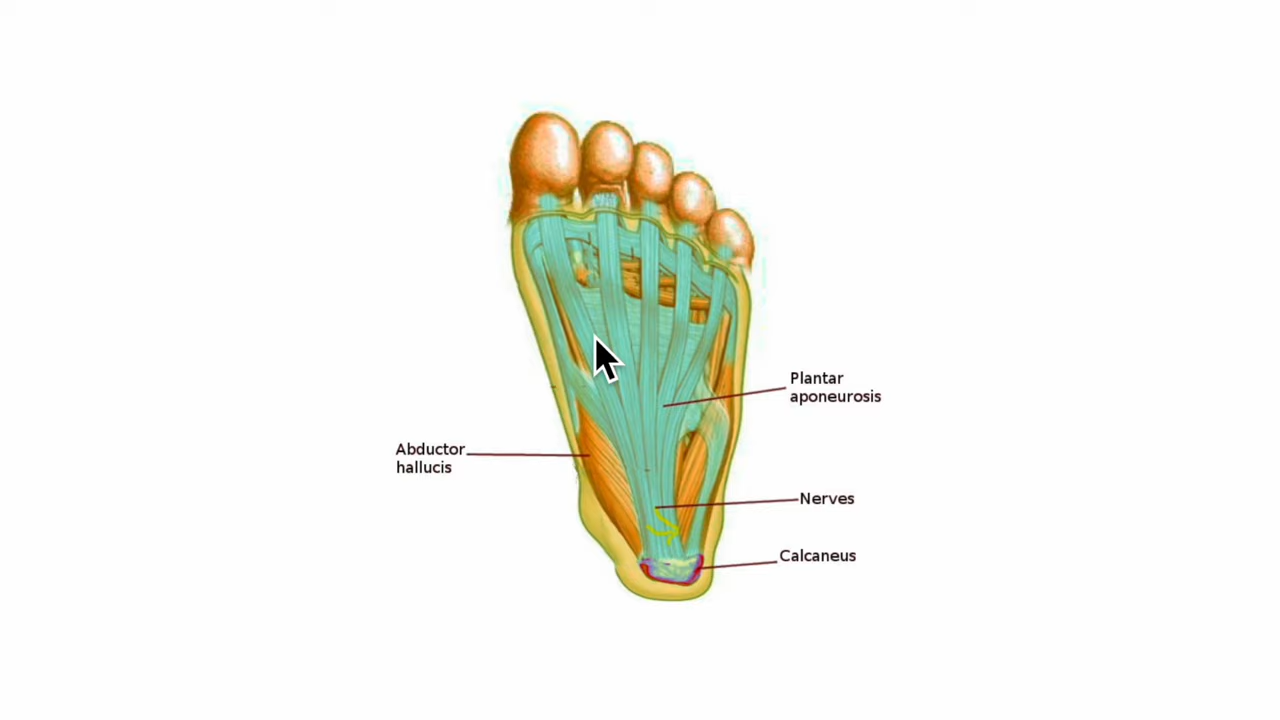 Plantar
aponeurosis
Abductor
hallucis
Nerves
Calcaneus